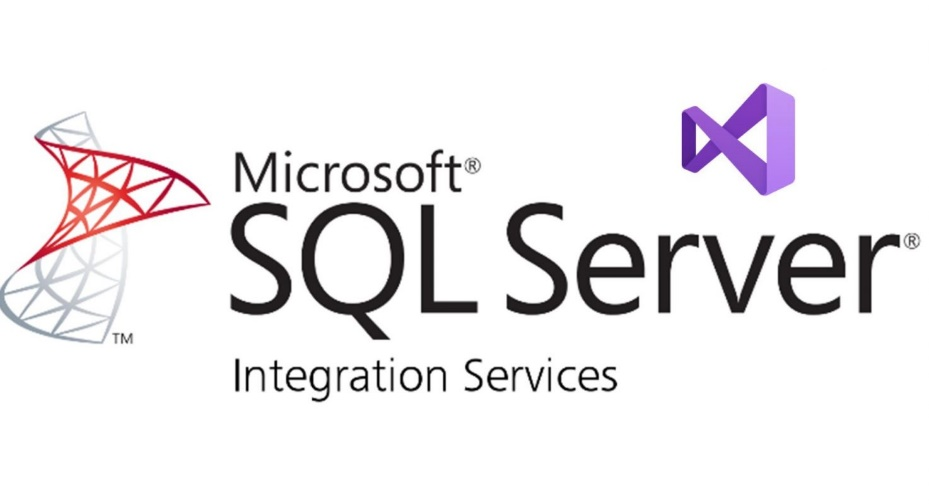 Microsoft®
SQL Server®
TM
Integration Services